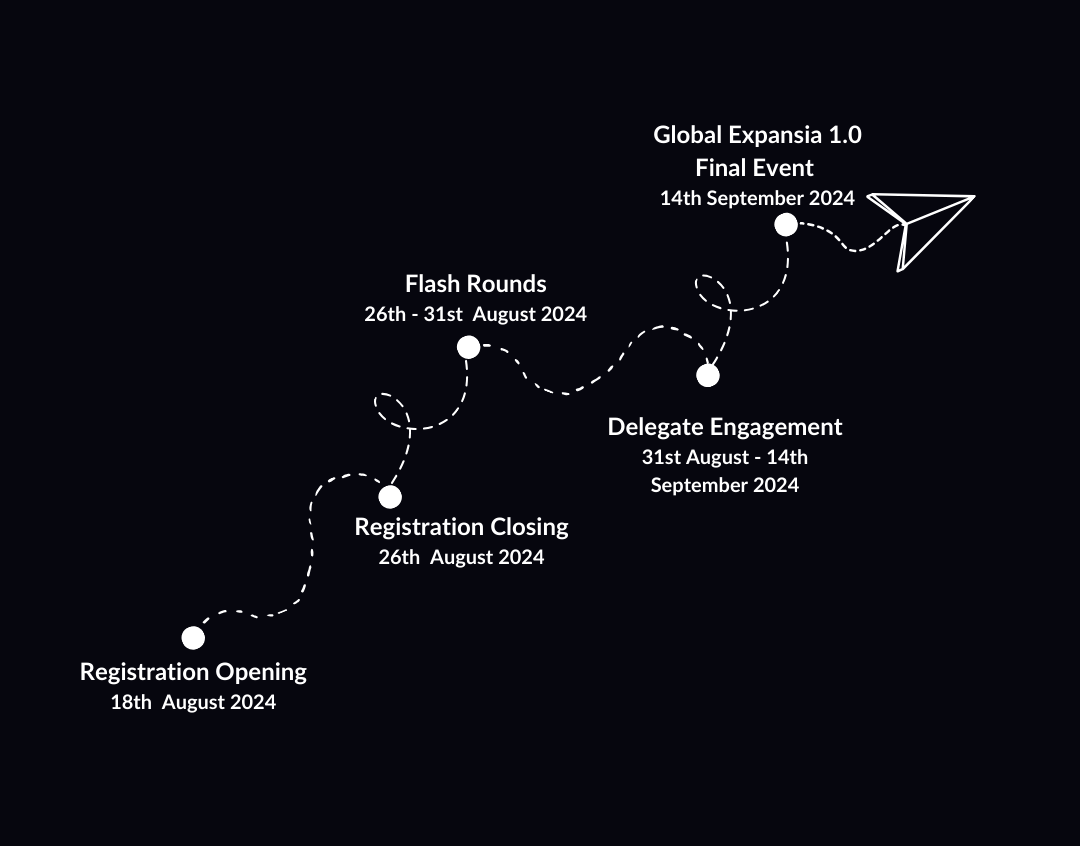 Global Expansia 1.0
Final Event
14th September 2024
Flash Rounds
26th - 31st  August 2024
Delegate Engagement
31st August - 14th
September 2024
Registration Closing
26th  August 2024
Registration Opening
18th  August 2024